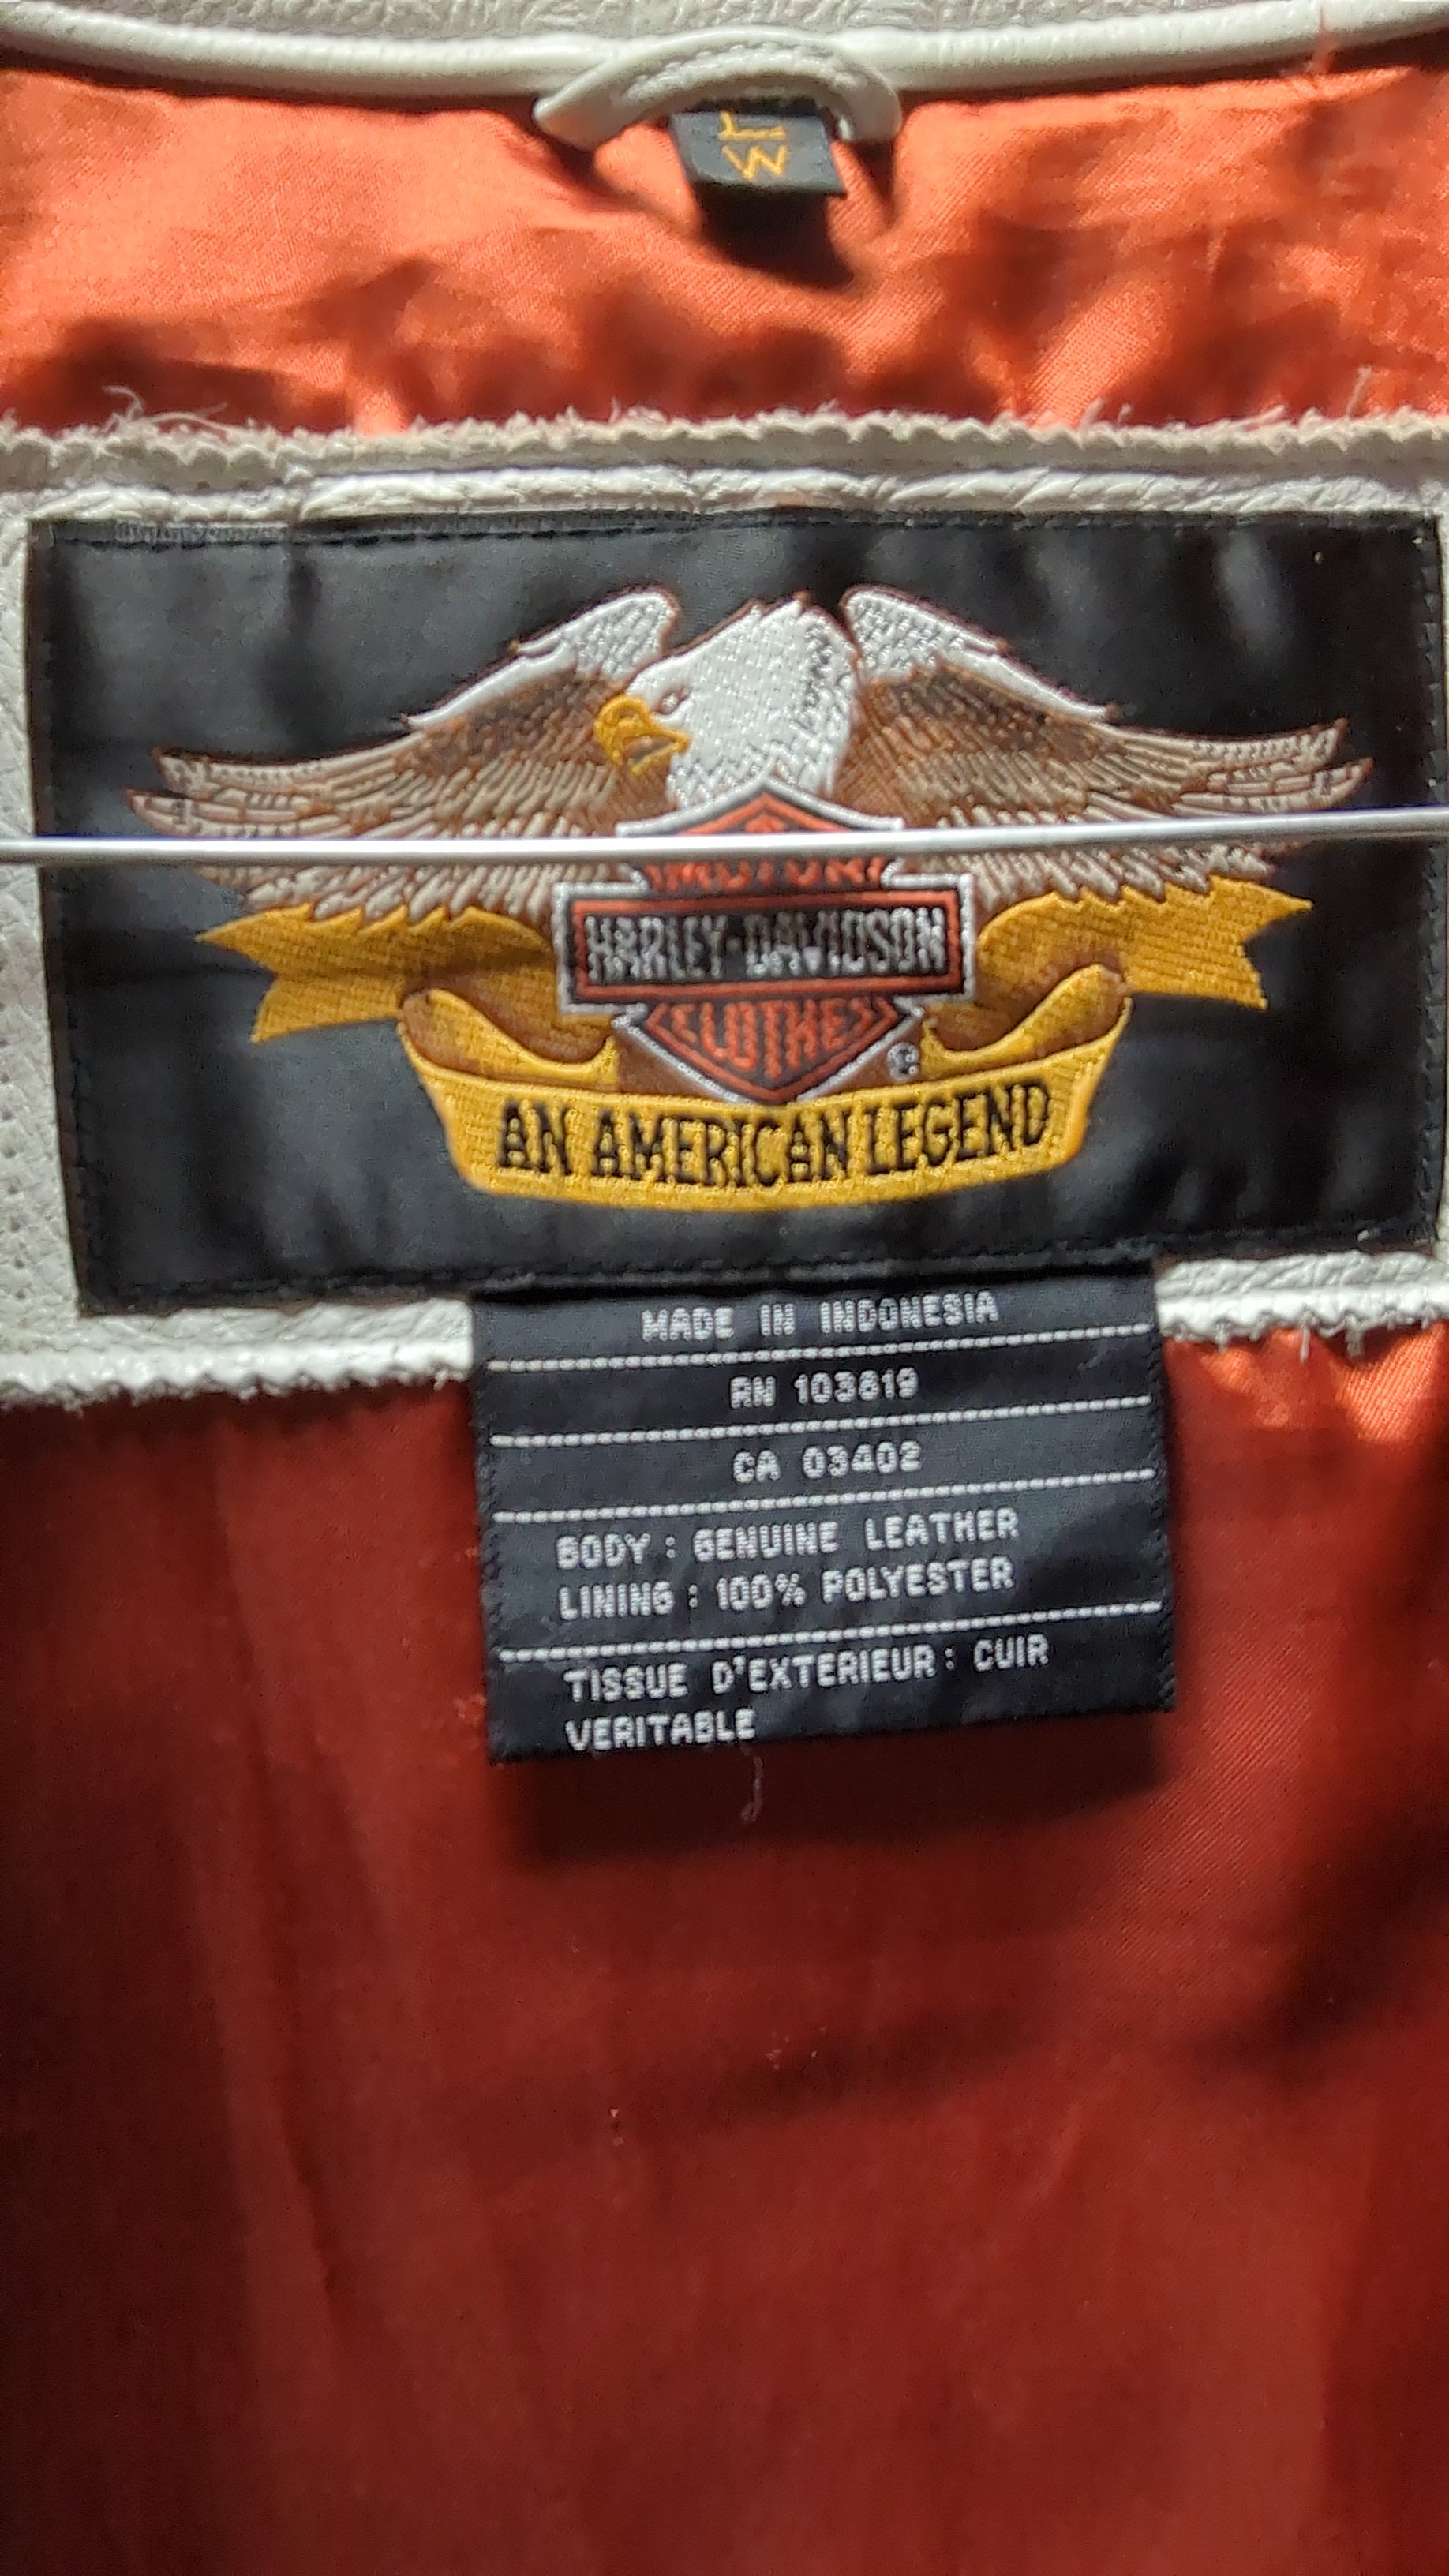 L
W
MOTOR
HARLEY-DAVIDSON
CLOTHES
®
AN AMERICAN LEGEND
MADE IN INDONESIA
RN 103819
CA 03402
BODY : GENUINE LEATHER
LINING : 100% POLYESTER
TISSUE D'EXTERIEUR : CUIR
VERITABLE